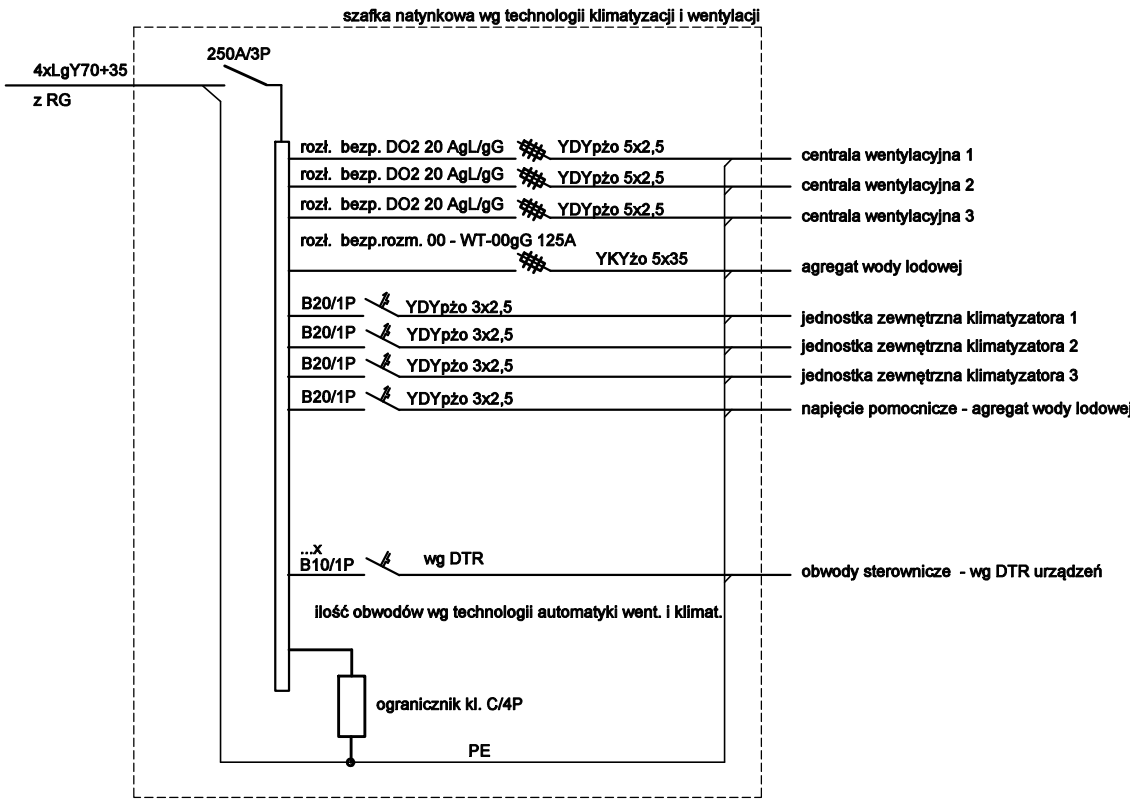 szafka natynkowa wg technologii klimatyzacji i wentylacji
250A/3P
4xLgY70+35
z RG
rozł. bezp. DO2 20 AgL/gG YDYpżo 5x2,5 centrala wentylacyjna 1
rozł. bezp. DO2 20 AgL/gG YDYpżo 5x2,5 centrala wentylacyjna 2
rozł. bezp. DO2 20 AgL/gG YDYpżo 5x2,5 centrala wentylacyjna 3
rozł. bezp.rozm. 00 - WT-00gG 125A
YKYżo 5x35 agregat wody lodowej
B20/1P YDYpżo 3x2,5 jednostka zewnętrzna klimatyzatora 1
B20/1P YDYpżo 3x2,5 jednostka zewnętrzna klimatyzatora 2
B20/1P YDYpżo 3x2,5 jednostka zewnętrzna klimatyzatora 3
B20/1P YDYpżo 3x2,5 napięcie pomocnicze - agregat wody lodowej
...x
B10/1P wg DTR obwody sterownicze - wg DTR urządzeń
ilość obwodów wg technologii automatyki went. i klimat.
ogranicznik kl. C/4P
PE